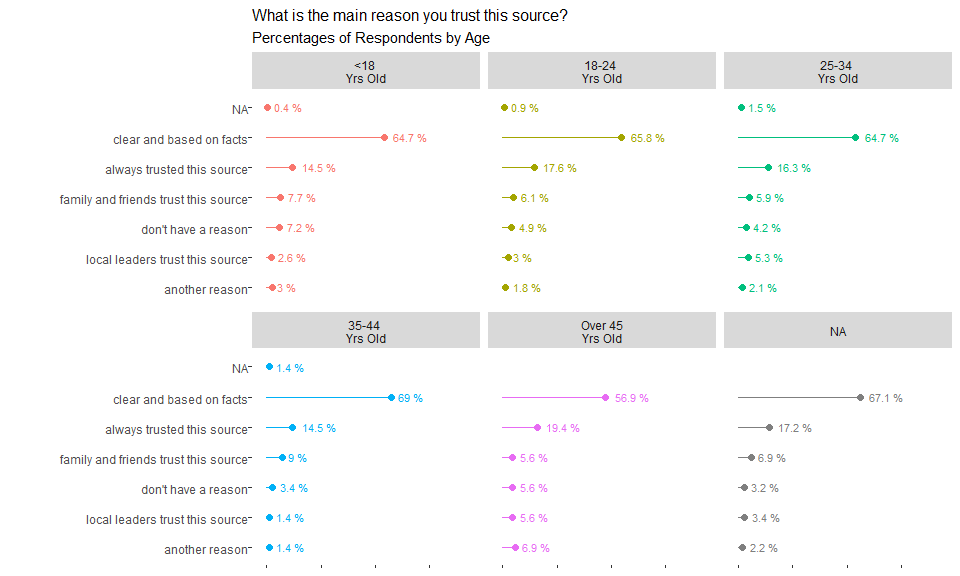 What is the main reason you trust this source?
Percentages of Respondents by Age
<18
Yrs Old
18-24
Yrs Old
25-34
Yrs Old
NA 0.4 % 0.9 % 1.5 %
clear and based on facts 64.7 % 65.8 % 64.7 %
always trusted this source 14.5 % 17.6 % 16.3 %
family and friends trust this source 7.7 % 6.1 % 5.9 %
don't have a reason 7.2 % 4.9 % 4.2 %
local leaders trust this source 2.6 % 3 % 5.3 %
another reason 3 % 1.8 % 2.1 %
35-44
Yrs Old
Over 45
Yrs Old
NA
NA 1.4 %
clear and based on facts 69 % 56.9 % 67.1 %
always trusted this source 14.5 % 19.4 % 17.2 %
family and friends trust this source 9 % 5.6 % 6.9 %
don't have a reason 3.4 % 5.6 % 3.2 %
local leaders trust this source 1.4 % 5.6 % 3.4 %
another reason 1.4 % 6.9 % 2.2 %